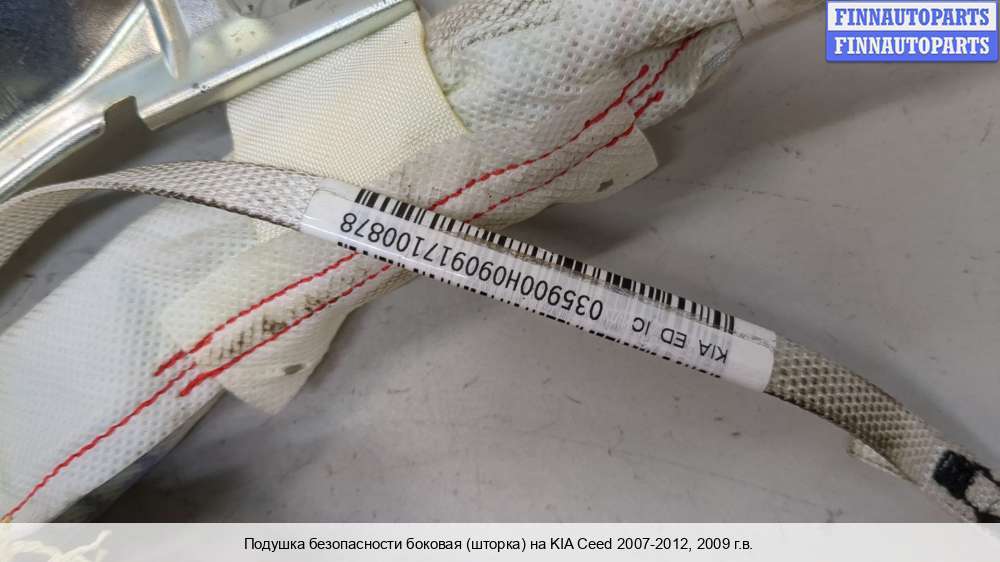 FINNAUTOPARTS
FINNAUTOPARTS
KIA ED IC 035900H090917100878
Подушка безопасности боковая (шторка) на KIA Ceed 2007-2012, 2009 г.в.